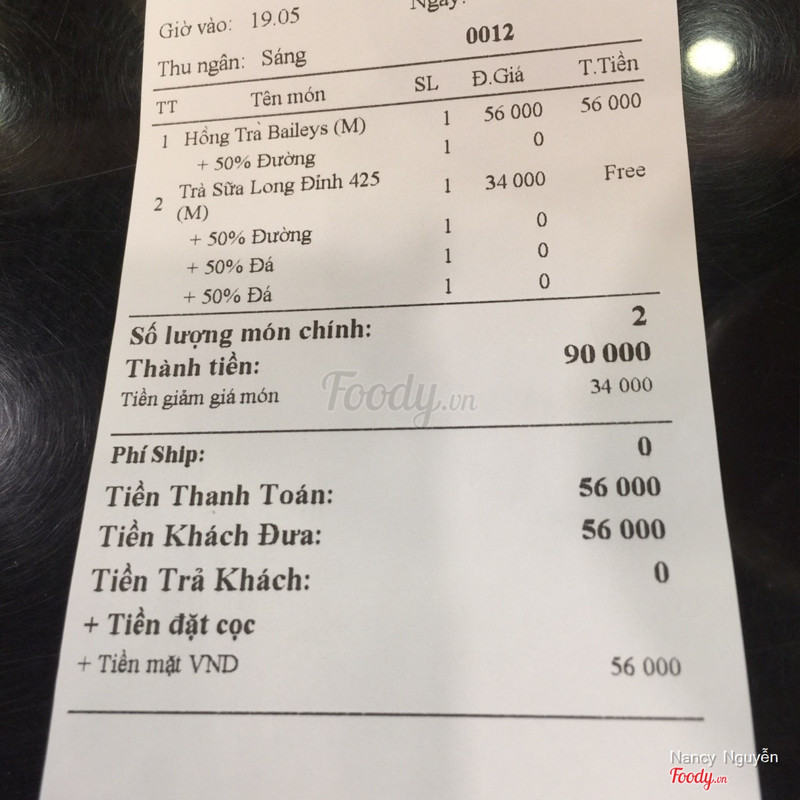 Giờ vào: 19.05
Ngày:
Thu ngân: Sáng
0012
TT Tên món SL Đ.Giá T.Tiền
1 Hồng Trà Baileys (M) 1 56 000 56 000
+ 50% Đường 1 0
2 Trà Sữa Long Đỉnh 425 (M) 1 34 000 Free
+ 50% Đường 1 0
+ 50% Đá 1 0
+ 50% Đá 1 0
Số lượng món chính: 2
Thành tiền: 90 000
Tiền giảm giá món 34 000
Foody.vn
Phí Ship: 0
Tiền Thanh Toán: 56 000
Tiền Khách Đưa: 56 000
Tiền Trả Khách: 0
+ Tiền đặt cọc
+ Tiền mặt VND 56 000
Nancy Nguyễn
Foody.vn